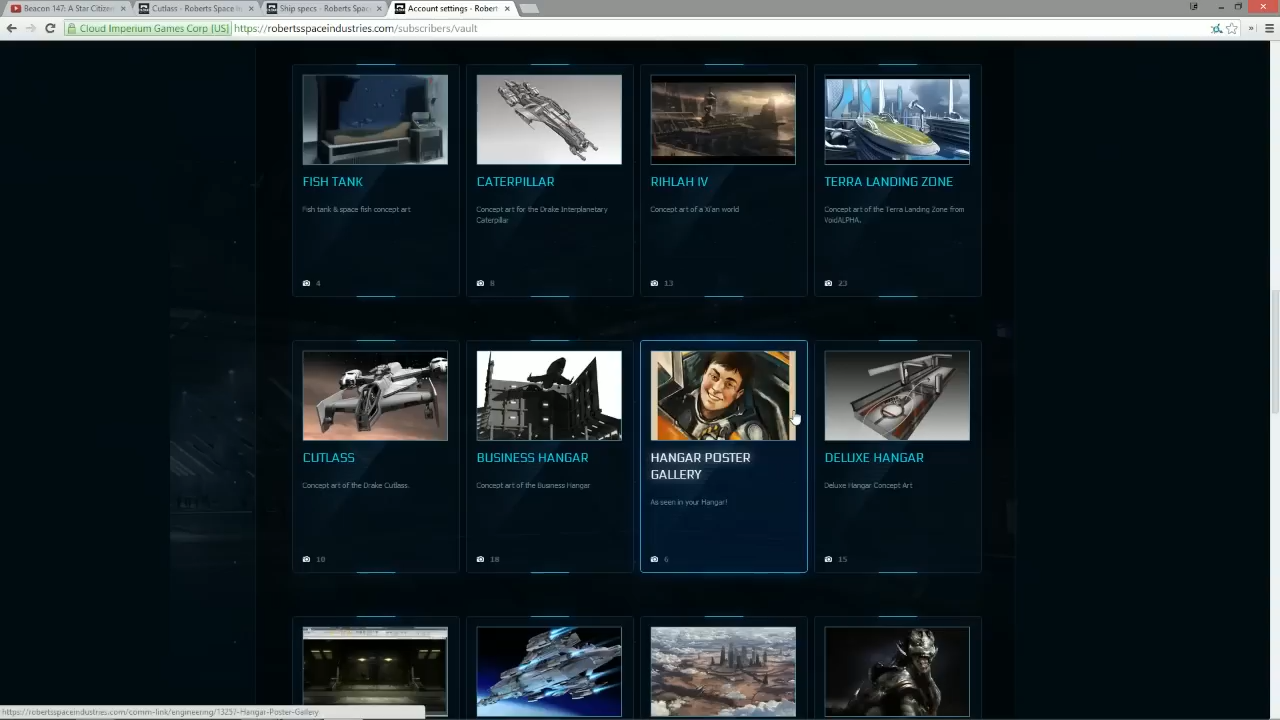 Beacon 147: A Star Citize
Cutlass - Roberts Space I
Ship specs - Roberts Spa
Account settings - Robert
Cloud Imperium Games Corp [US]
https://robertsspaceindustries.com/subscribers/vault
FISH TANK
CATERPILLAR
RIHLAH IV
TERRA LANDING ZONE
Fish tank & space fish concept art
Concept art for the Drake Interplanetary
Caterpillar
Concept art of a Xi'an world
Concept art of the Terra Landing Zone from
VoidALPHA.
4
8
13
23
CUTLASS
BUSINESS HANGAR
HANGAR POSTER
GALLERY
DELUXE HANGAR
Concept art of the Drake Cutlass.
Concept art of the Business Hangar
As seen in your Hangar!
Deluxe Hangar Concept Art
10
18
6
15
https://robertsspaceindustries.com/comm-link/engineering/13257-Hangar-Poster-Gallery